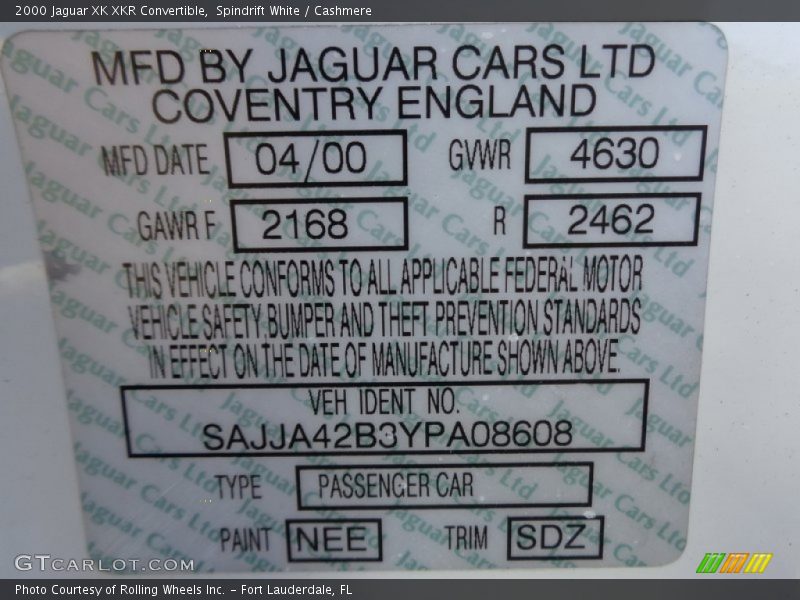 2000 Jaguar XK XKR Convertible, Spindrift White / Cashmere
MFD BY JAGUAR CARS LTD
COVENTRY ENGLAND
MFD DATE 04/00 GVWR 4630
GAWR F 2168 R 2462
THIS VEHICLE CONFORMS TO ALL APPLICABLE FEDERAL MOTOR
VEHICLE SAFETY BUMPER AND THEFT PREVENTION STANDARDS
IN EFFECT ON THE DATE OF MANUFACTURE SHOWN ABOVE.
VEH IDENT NO.
SAJJA42B3YPA08608
TYPE PASSENGER CAR
PAINT NEE TRIM SDZ
GTCARLOT.COM
Photo Courtesy of Rolling Wheels Inc. – Fort Lauderdale, FL